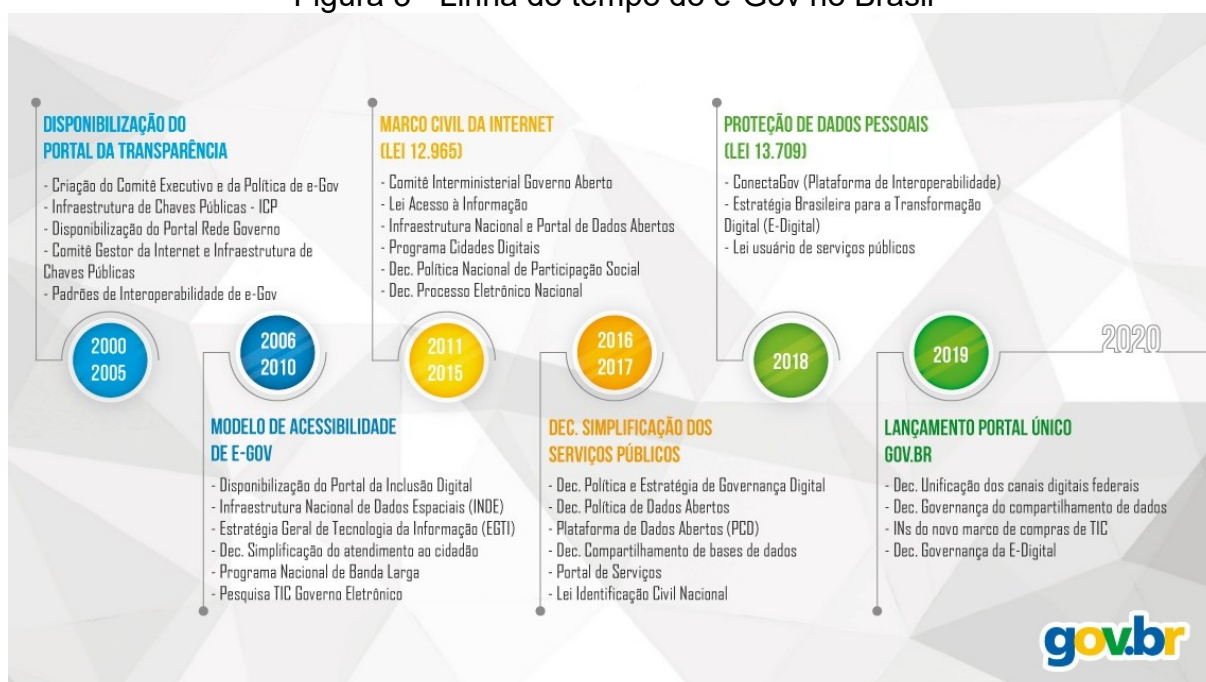 Figura 3 - Linha do tempo do e-Gov no Brasil
DISPONIBILIZAÇÃO DO
PORTAL DA TRANSPARÊNCIA
- Criação do Comitê Executivo e da Política de e-Gov
- Infraestrutura de Chaves Públicas - ICP
- Disponibilização do Portal Rede Governo
- Comitê Gestor da Internet e Infraestrutura de
Chaves Públicas
- Padrões de Interoperabilidade de e-Gov
2000
2005
2006
2010
MODELO DE ACESSIBILIDADE
DE E-GOV
- Disponibilização do Portal da Inclusão Digital
- Infraestrutura Nacional de Dados Espaciais (INDE)
- Estratégia Geral de Tecnologia da Informação (EGTI)
- Dec. Simplificação do atendimento ao cidadão
- Programa Nacional de Banda Larga
- Pesquisa TIC Governo Eletrônico
MARCO CIVIL DA INTERNET
(LEI 12.965)
- Comitê Interministerial Governo Aberto
- Lei Acesso à Informação
- Infraestrutura Nacional e Portal de Dados Abertos
- Programa Cidades Digitais
- Dec. Política Nacional de Participação Social
- Dec. Processo Eletrônico Nacional
2011
2015
2016
2017
DEC. SIMPLIFICAÇÃO DOS
SERVIÇOS PÚBLICOS
- Dec. Política e Estratégia de Governança Digital
- Dec. Política de Dados Abertos
- Plataforma de Dados Abertos (PCD)
- Dec. Compartilhamento de bases de dados
- Portal de Serviços
- Lei Identificação Civil Nacional
PROTEÇÃO DE DADOS PESSOAIS
(LEI 13.709)
- ConectaGov (Plataforma de Interoperabilidade)
- Estratégia Brasileira para a Transformação
Digital (E-Digital)
- Lei usuário de serviços públicos
2018
2019
LANÇAMENTO PORTAL ÚNICO
GOV.BR
- Dec. Unificação dos canais digitais federais
- Dec. Governança do compartilhamento de dados
- INs do novo marco de compras de TIC
- Dec. Governança da E-Digital
2020
gov.br